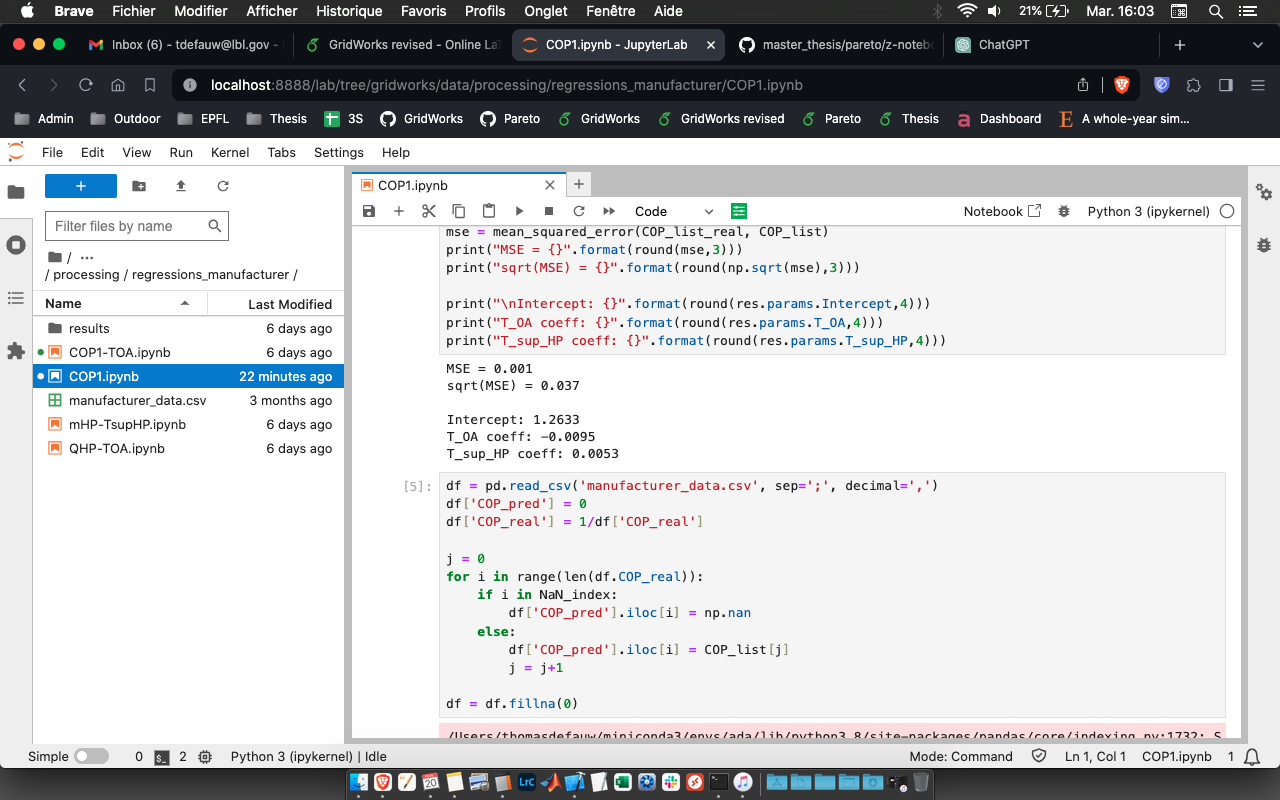 Brave Fichier Modifier Afficher Historique Favoris Profils Onglet Fenêtre Aide 21% Mar. 16:03
Inbox (6) - tdefauw@lbl.gov - GridWorks revised - Online La COP1.ipynb - JupyterLab master_thesis/pareto/z-noteb ChatGPT
localhost:8888/lab/tree/gridworks/data/processing/regressions_manufacturer/COP1.ipynb
Admin Outdoor EPFL Thesis 3S GridWorks Pareto GridWorks GridWorks revised Pareto Thesis Dashboard A whole-year sim...
File Edit View Run Kernel Tabs Settings Help
COP1.ipynb
Code Notebook Python 3 (ipykernel)
Filter files by name
/ ...
/ processing / regressions_manufacturer /
Name Last Modified
results 6 days ago
COP1-TOA.ipynb 6 days ago
COP1.ipynb 22 minutes ago
manufacturer_data.csv 3 months ago
mHP-TsupHP.ipynb 6 days ago
QHP-TOA.ipynb 6 days ago
mse = mean_squared_error(COP_list_real, COP_list)
print("MSE = {}".format(round(mse,3)))
print("sqrt(MSE) = {}".format(round(np.sqrt(mse),3)))
print("\nIntercept: {}".format(round(res.params.Intercept,4)))
print("T_OA coeff: {}".format(round(res.params.T_OA,4)))
print("T_sup_HP coeff: {}".format(round(res.params.T_sup_HP,4)))
MSE = 0.001
sqrt(MSE) = 0.037
Intercept: 1.2633
T_OA coeff: -0.0095
T_sup_HP coeff: 0.0053
[5]:
df = pd.read_csv('manufacturer_data.csv', sep=';', decimal=',')
df['COP_pred'] = 0
df['COP_real'] = 1/df['COP_real']
j = 0
for i in range(len(df.COP_real)):
if i in NaN_index:
df['COP_pred'].iloc[i] = np.nan
else:
df['COP_pred'].iloc[i] = COP_list[j]
j = j+1
df = df.fillna(0)
/Users/thomasdefauw/miniconda3/envs/ada/lib/python3.8/site-packages/pandas/core/indexing.py:1732: S
Simple 0 2 Python 3 (ipykernel) | Idle Mode: Command Ln 1, Col 1 COP1.ipynb 1
20 LrC